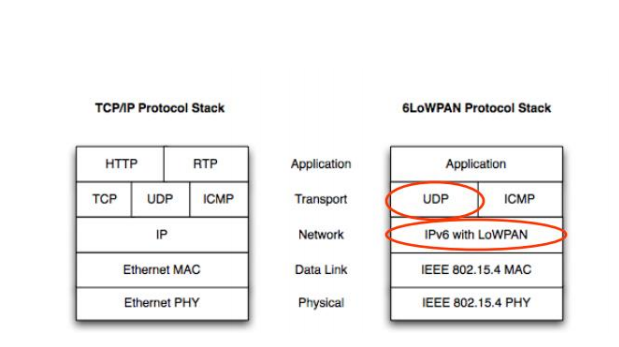 TCP/IP Protocol Stack
6LoWPAN Protocol Stack
HTTP RTP Application Application
TCP UDP ICMP Transport UDP ICMP
IP Network IPv6 with LoWPAN
Ethernet MAC Data Link IEEE 802.15.4 MAC
Ethernet PHY Physical IEEE 802.15.4 PHY